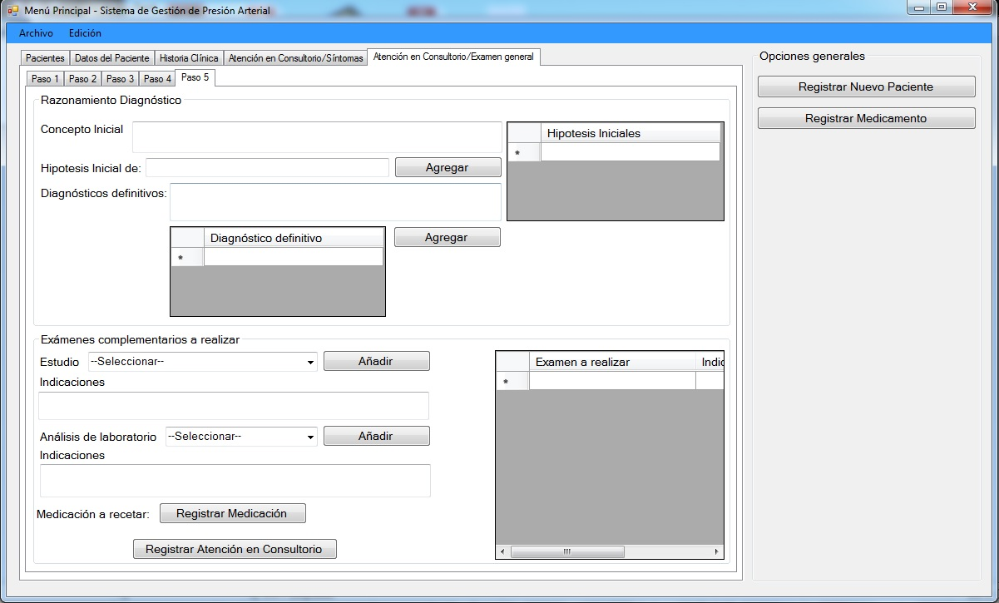 Menú Principal - Sistema de Gestión de Presión Arterial
Archivo Edición
Pacientes Datos del Paciente Historia Clínica Atención en Consultorio/Síntomas Atención en Consultorio/Examen general
Paso 1 Paso 2 Paso 3 Paso 4 Paso 5
Razonamiento Diagnóstico
Concepto Inicial
Hipotesis Inicial de: Agregar
Diagnósticos definitivos:
Agregar
Hipotesis Iniciales
*
Diagnóstico definitivo
*
Exámenes complementarios a realizar
Estudio --Seleccionar-- Añadir
Indicaciones
Análisis de laboratorio --Seleccionar-- Añadir
Indicaciones
Medicación a recetar: Registrar Medicación
Registrar Atención en Consultorio
Examen a realizar Indic
*
Opciones generales
Registrar Nuevo Paciente
Registrar Medicamento